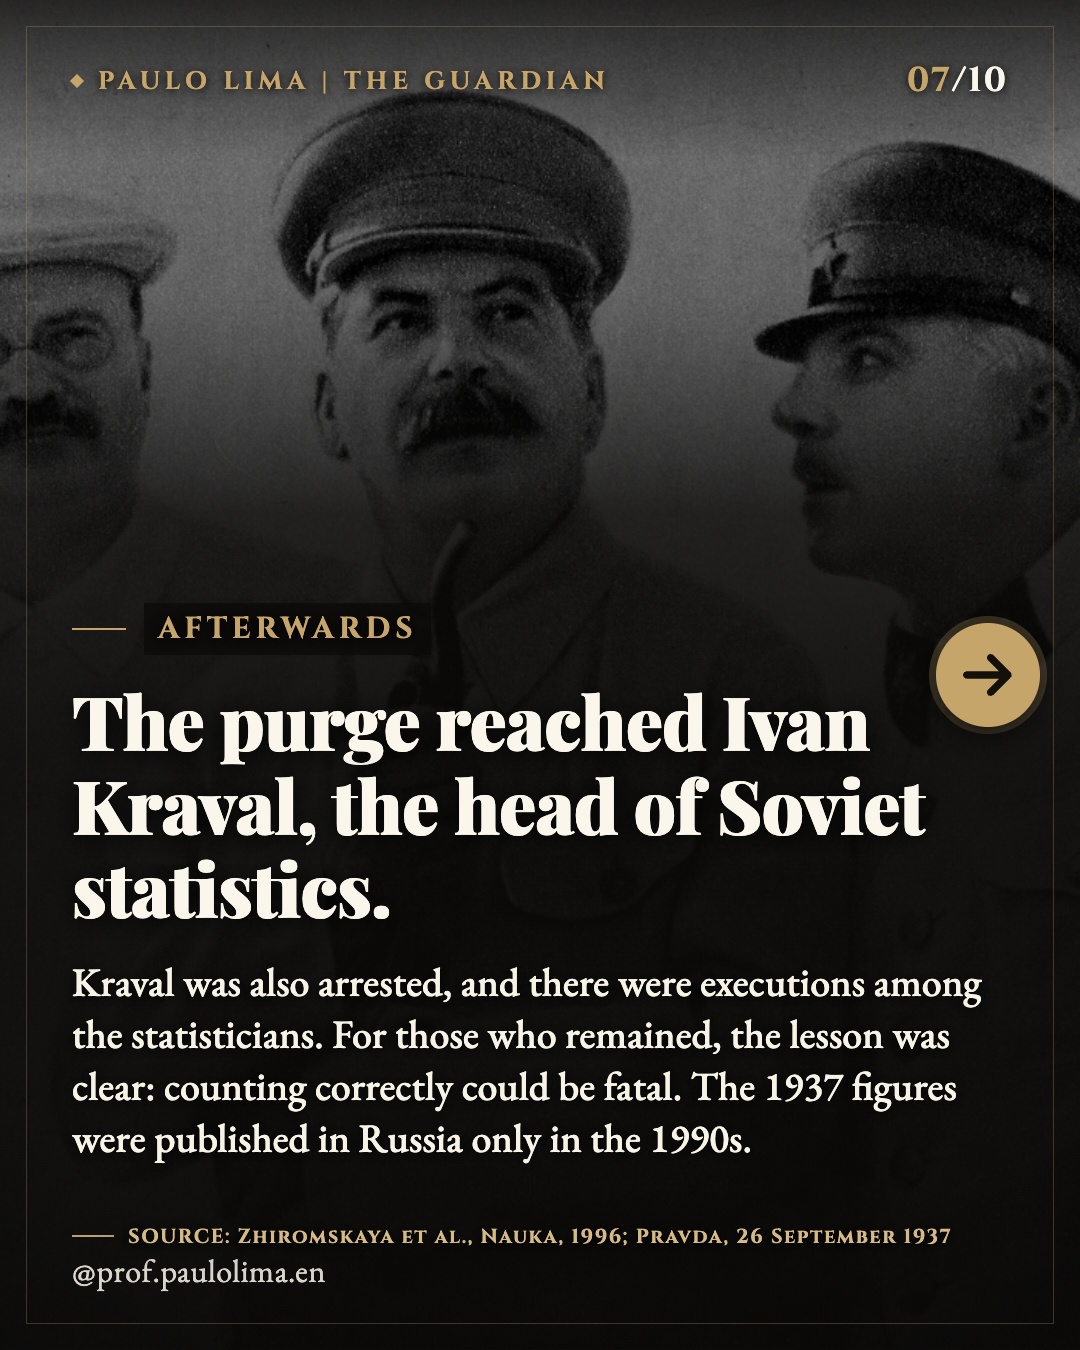 ◆ PAULO LIMA | THE GUARDIAN
07/10
AFTERWARDS
The purge reached Ivan
Kraval, the head of Soviet
statistics.
Kraval was also arrested, and there were executions among
the statisticians. For those who remained, the lesson was
clear: counting correctly could be fatal. The 1937 figures
were published in Russia only in the 1990s.
SOURCE: Zhiromskaya et al., Nauka, 1996; Pravda, 26 September 1937
@prof.paulolima.en